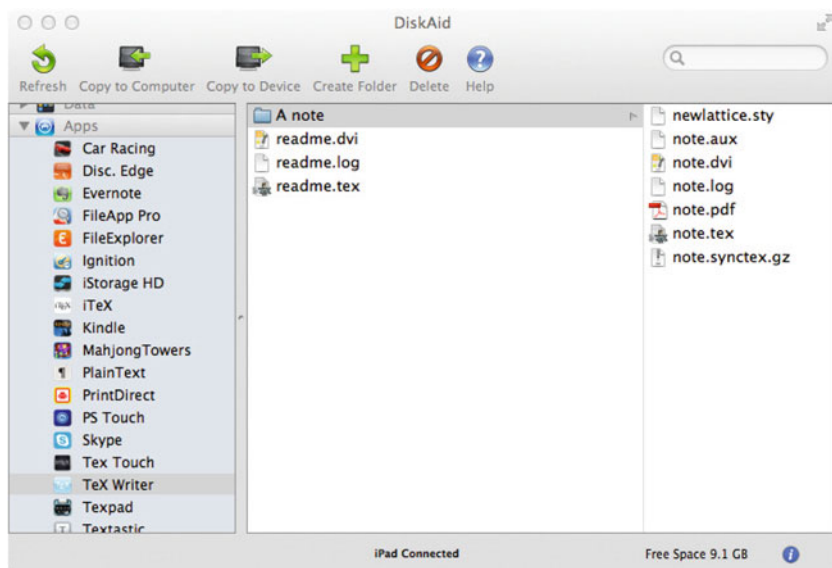 DiskAid
Refresh Copy to Computer Copy to Device Create Folder Delete Help
Data
Apps
Car Racing
Disc. Edge
Evernote
FileApp Pro
FileExplorer
Ignition
iStorage HD
iTeX
Kindle
MahjongTowers
PlainText
PrintDirect
PS Touch
Skype
Tex Touch
TeX Writer
Texpad
Textastic
A note
readme.dvi
readme.log
readme.tex
newlattice.sty
note.aux
note.dvi
note.log
note.pdf
note.tex
note.synctex.gz
iPad Connected
Free Space 9.1 GB